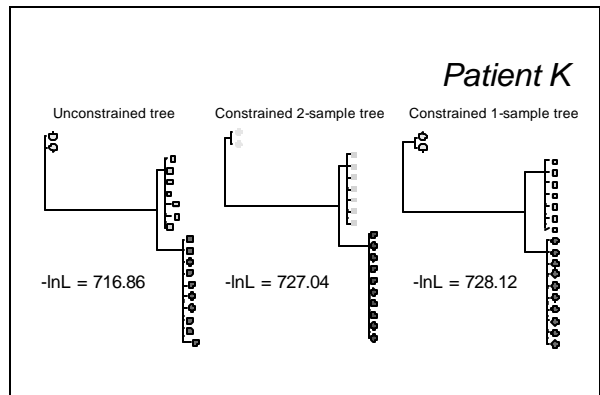 Patient K
Unconstrained tree
Constrained 2-sample tree
Constrained 1-sample tree
-lnL = 716.86
-lnL = 727.04
-lnL = 728.12